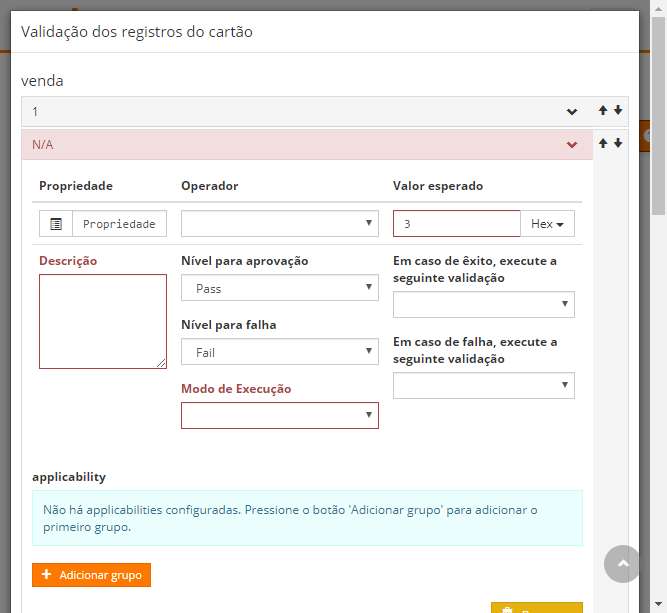 Validação dos registros do cartão
venda
1
N/A
Propriedade Operador Valor esperado
Propriedade 3 Hex
Descrição Nível para aprovação Em caso de êxito, execute a
seguinte validação
Pass
Nível para falha Em caso de falha, execute a
seguinte validação
Fail
Modo de Execução
applicability
Não há applicabilities configuradas. Pressione o botão 'Adicionar grupo' para adicionar o
primeiro grupo.
+ Adicionar grupo